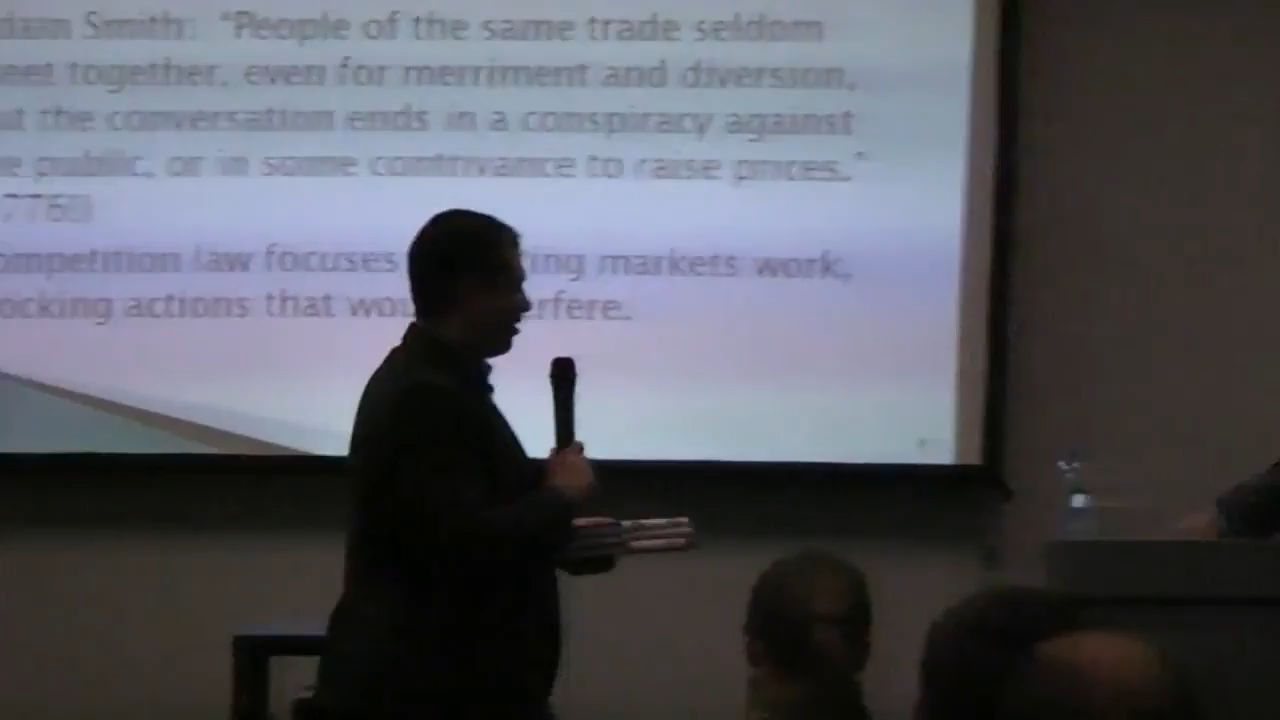 dam Smith: "People of the same trade seldom
eet together, even for merriment and diversion,
ut the conversation ends in a conspiracy against
e public, or in some contrivance to raise prices."
776)
ompetition law focuses ing markets work,
ocking actions that wou erfere.